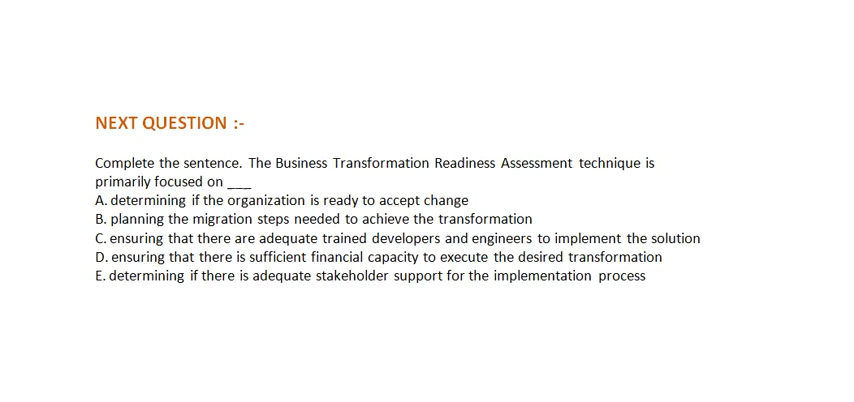 NEXT QUESTION :-
Complete the sentence. The Business Transformation Readiness Assessment technique is
primarily focused on ___
A. determining if the organization is ready to accept change
B. planning the migration steps needed to achieve the transformation
C. ensuring that there are adequate trained developers and engineers to implement the solution
D. ensuring that there is sufficient financial capacity to execute the desired transformation
E. determining if there is adequate stakeholder support for the implementation process